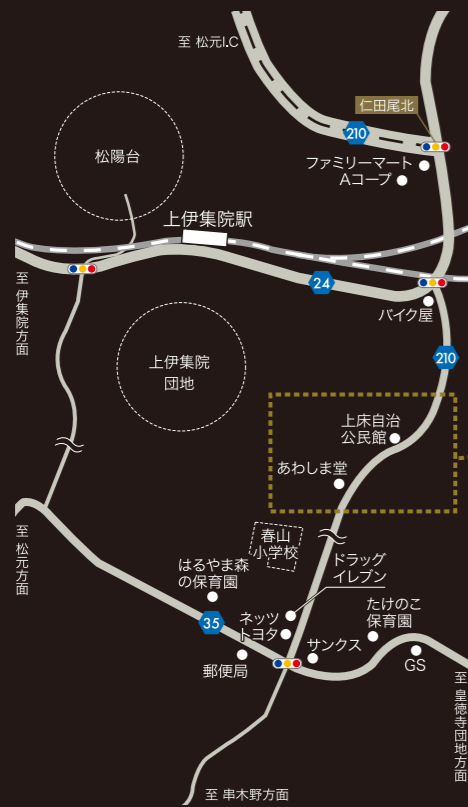 至 松元I.C
仁田尾北
210
ファミリーマート
Aコープ
松陽台
上伊集院駅
24
至 伊集院方面
バイク屋
210
上伊集院
団地
上床自治
公民館
あわしま堂
春山
小学校
至 松元方面
はるやま森
の保育園
ドラッグ
イレブン
35
ネッツ
トヨタ
たけのこ
保育園
サンクス
郵便局
GS
至 皇徳寺団地方面
至 串木野方面